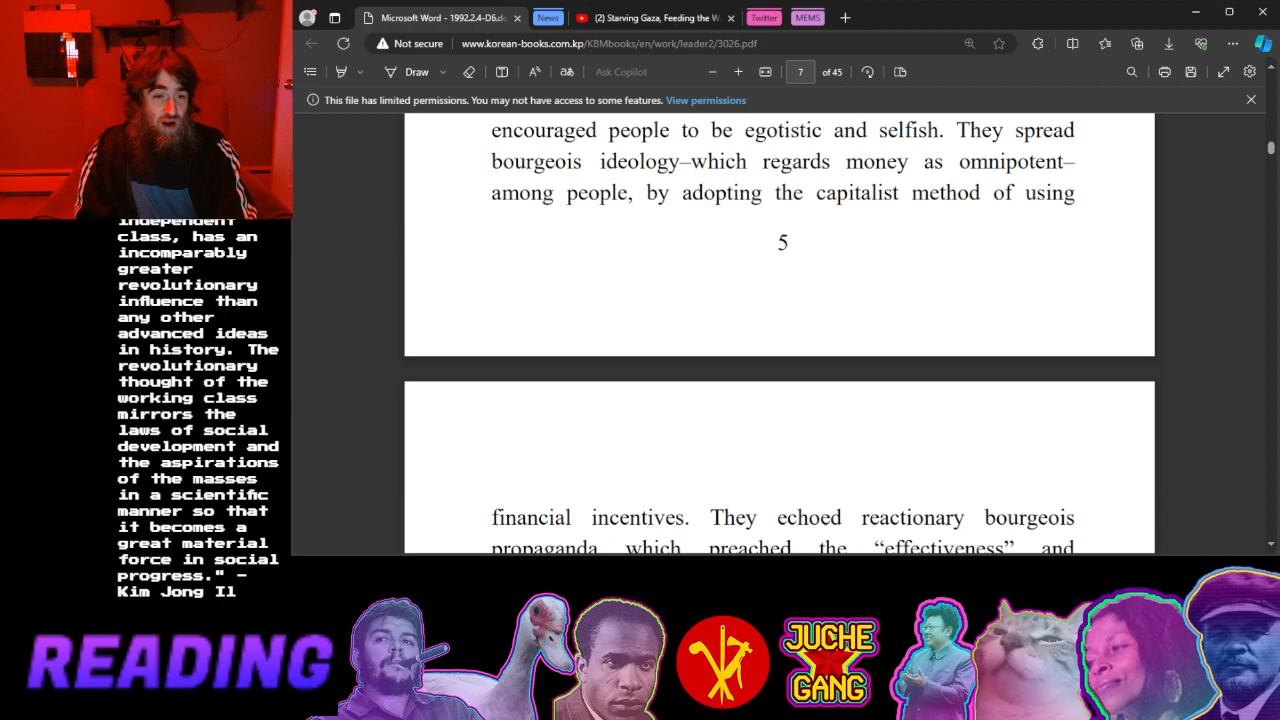 Microsoft Word - 1992.2.4-D6.do
News
(2) Starving Gaza, Feeding the W
Twitter
MEMS
Not secure
www.korean-books.com.kp/KBMbooks/en/work/leader2/3026.pdf
Draw
Ask Copilot
7 of 45
This file has limited permissions. You may not have access to some features. View permissions
encouraged people to be egotistic and selfish. They spread
bourgeois ideology–which regards money as omnipotent–
among people, by adopting the capitalist method of using
5
financial incentives. They echoed reactionary bourgeois
propaganda which preached the “effectiveness” and
independent
class, has an
incomparably
greater
revolutionary
influence than
any other
advanced ideas
in history. The
revolutionary
thought of the
working class
mirrors the
laws of social
development and
the aspirations
of the masses
in a scientific
manner so that
it becomes a
great material
force in social
progress." -
Kim Jong Il
READING
JUCHE
GANG